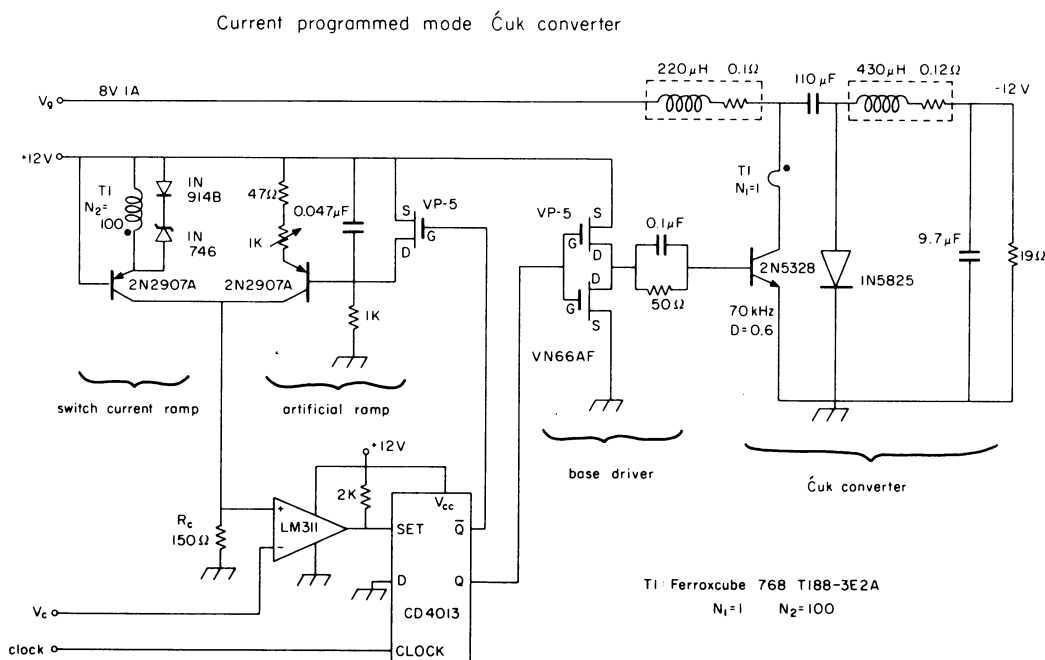 Current programmed mode Ćuk converter
220µH 0.1Ω
110µF
430µH 0.12Ω
Vg
8V 1A
-12V
+12V
T1
N2=
100
1N
914B
1N
746
47Ω
1K
0.047µF
S
VP-5
G
D
2N2907A
2N2907A
1K
VP-5
S
G
D
D
G
S
VN66AF
0.1µF
50Ω
T1
N1=1
2N5328
70kHz
D=0.6
1N5825
9.7µF
19Ω
switch current ramp
artificial ramp
base driver
Ćuk converter
+12V
2K
Vcc
+
LM311
-
SET
Q̅
D
Q
CD4013
CLOCK
Rc
150Ω
Vc
clock
T1: Ferroxcube 768 T188-3E2A
N1=1 N2=100